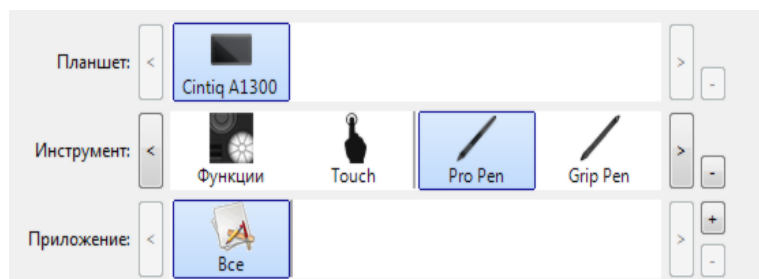 Планшет: < Cintiq A1300 > -
Инструмент: < Функции Touch Pro Pen Grip Pen > -
Приложение: < Все > + -